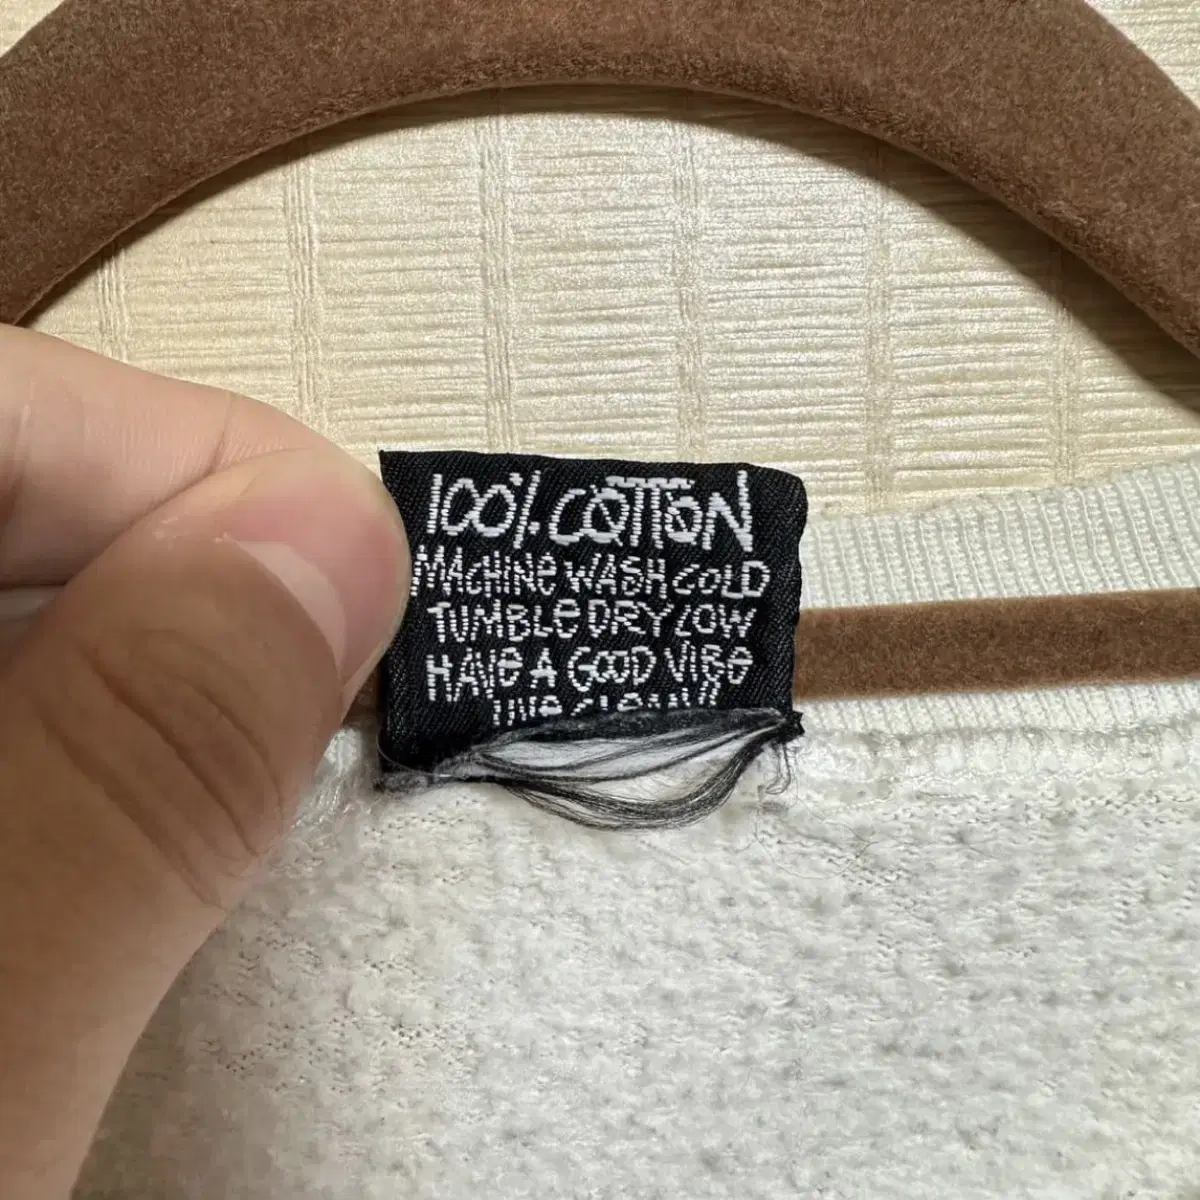 100% COTTON
MACHINE WASH COLD
TUMBLE DRY LOW
HAVE A GOOD VIBE